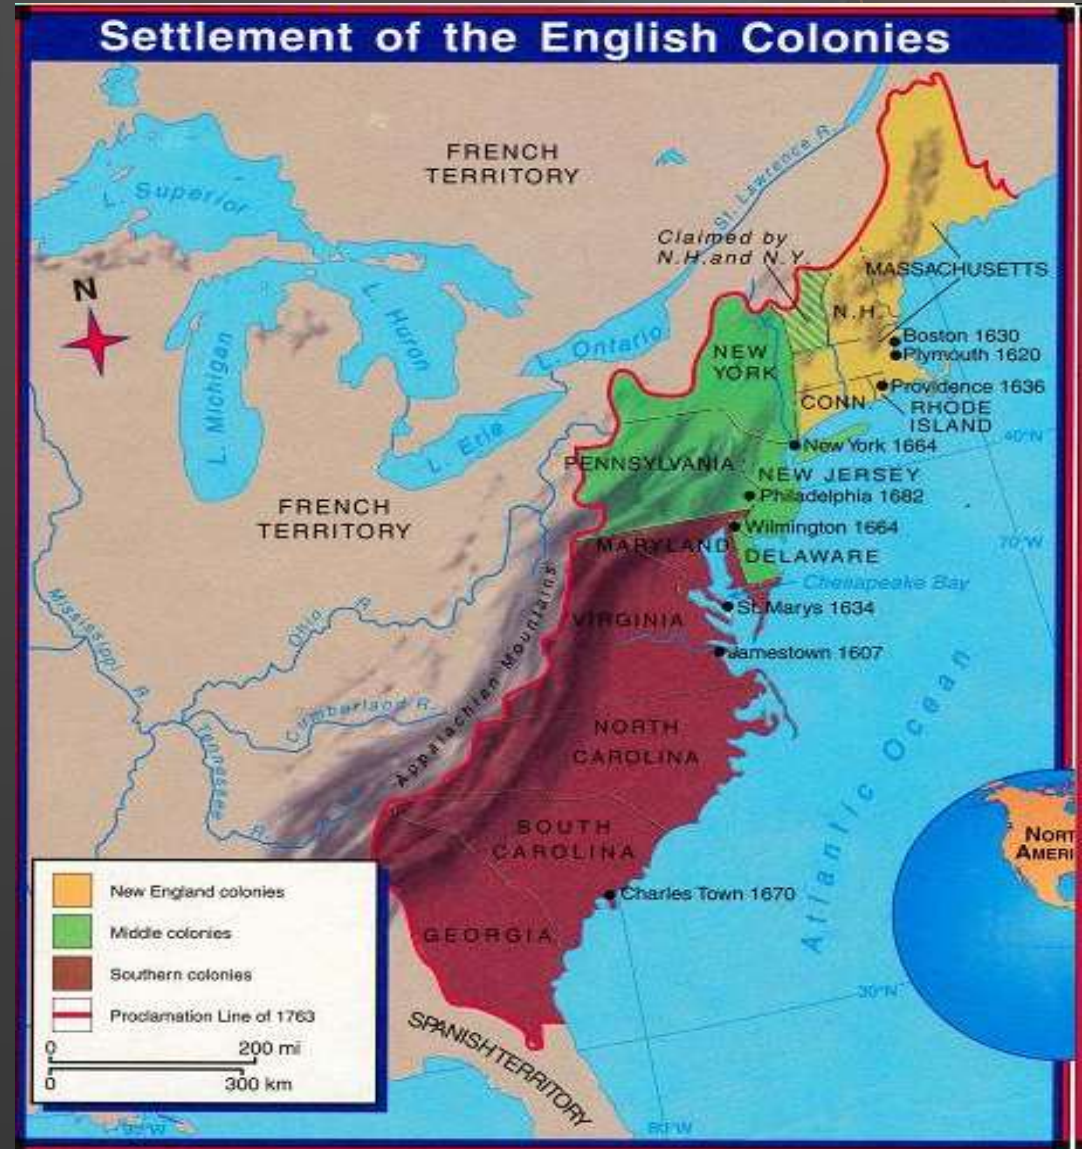 Settlement of the English Colonies
FRENCH
TERRITORY
St. Lawrence R.
L. Superior
Claimed by
N.H. and N.Y.
MASSACHUSETTS
N
L. Huron
N.H.
L. Michigan
L. Ontario
Boston 1630
Plymouth 1620
NEW
YORK
Providence 1636
CONN.
RHODE
ISLAND
L. Erie
40°N
New York 1664
PENNSYLVANIA
NEW JERSEY
Philadelphia 1682
FRENCH
TERRITORY
Wilmington 1664
70°W
MARYLAND
DELAWARE
Chesapeake Bay
Mississippi R.
Ohio R.
Appalachian Mountains
VIRGINIA
St. Marys 1634
Jamestown 1607
Cumberland R.
Tennessee R.
NORTH
CAROLINA
Atlantic Ocean
SOUTH
CAROLINA
NORT
AMERI
Charles Town 1670
GEORGIA
New England colonies
Middle colonies
Southern colonies
Proclamation Line of 1763
0 200 mi
0 300 km
30°N
SPANISH TERRITORY
80°W